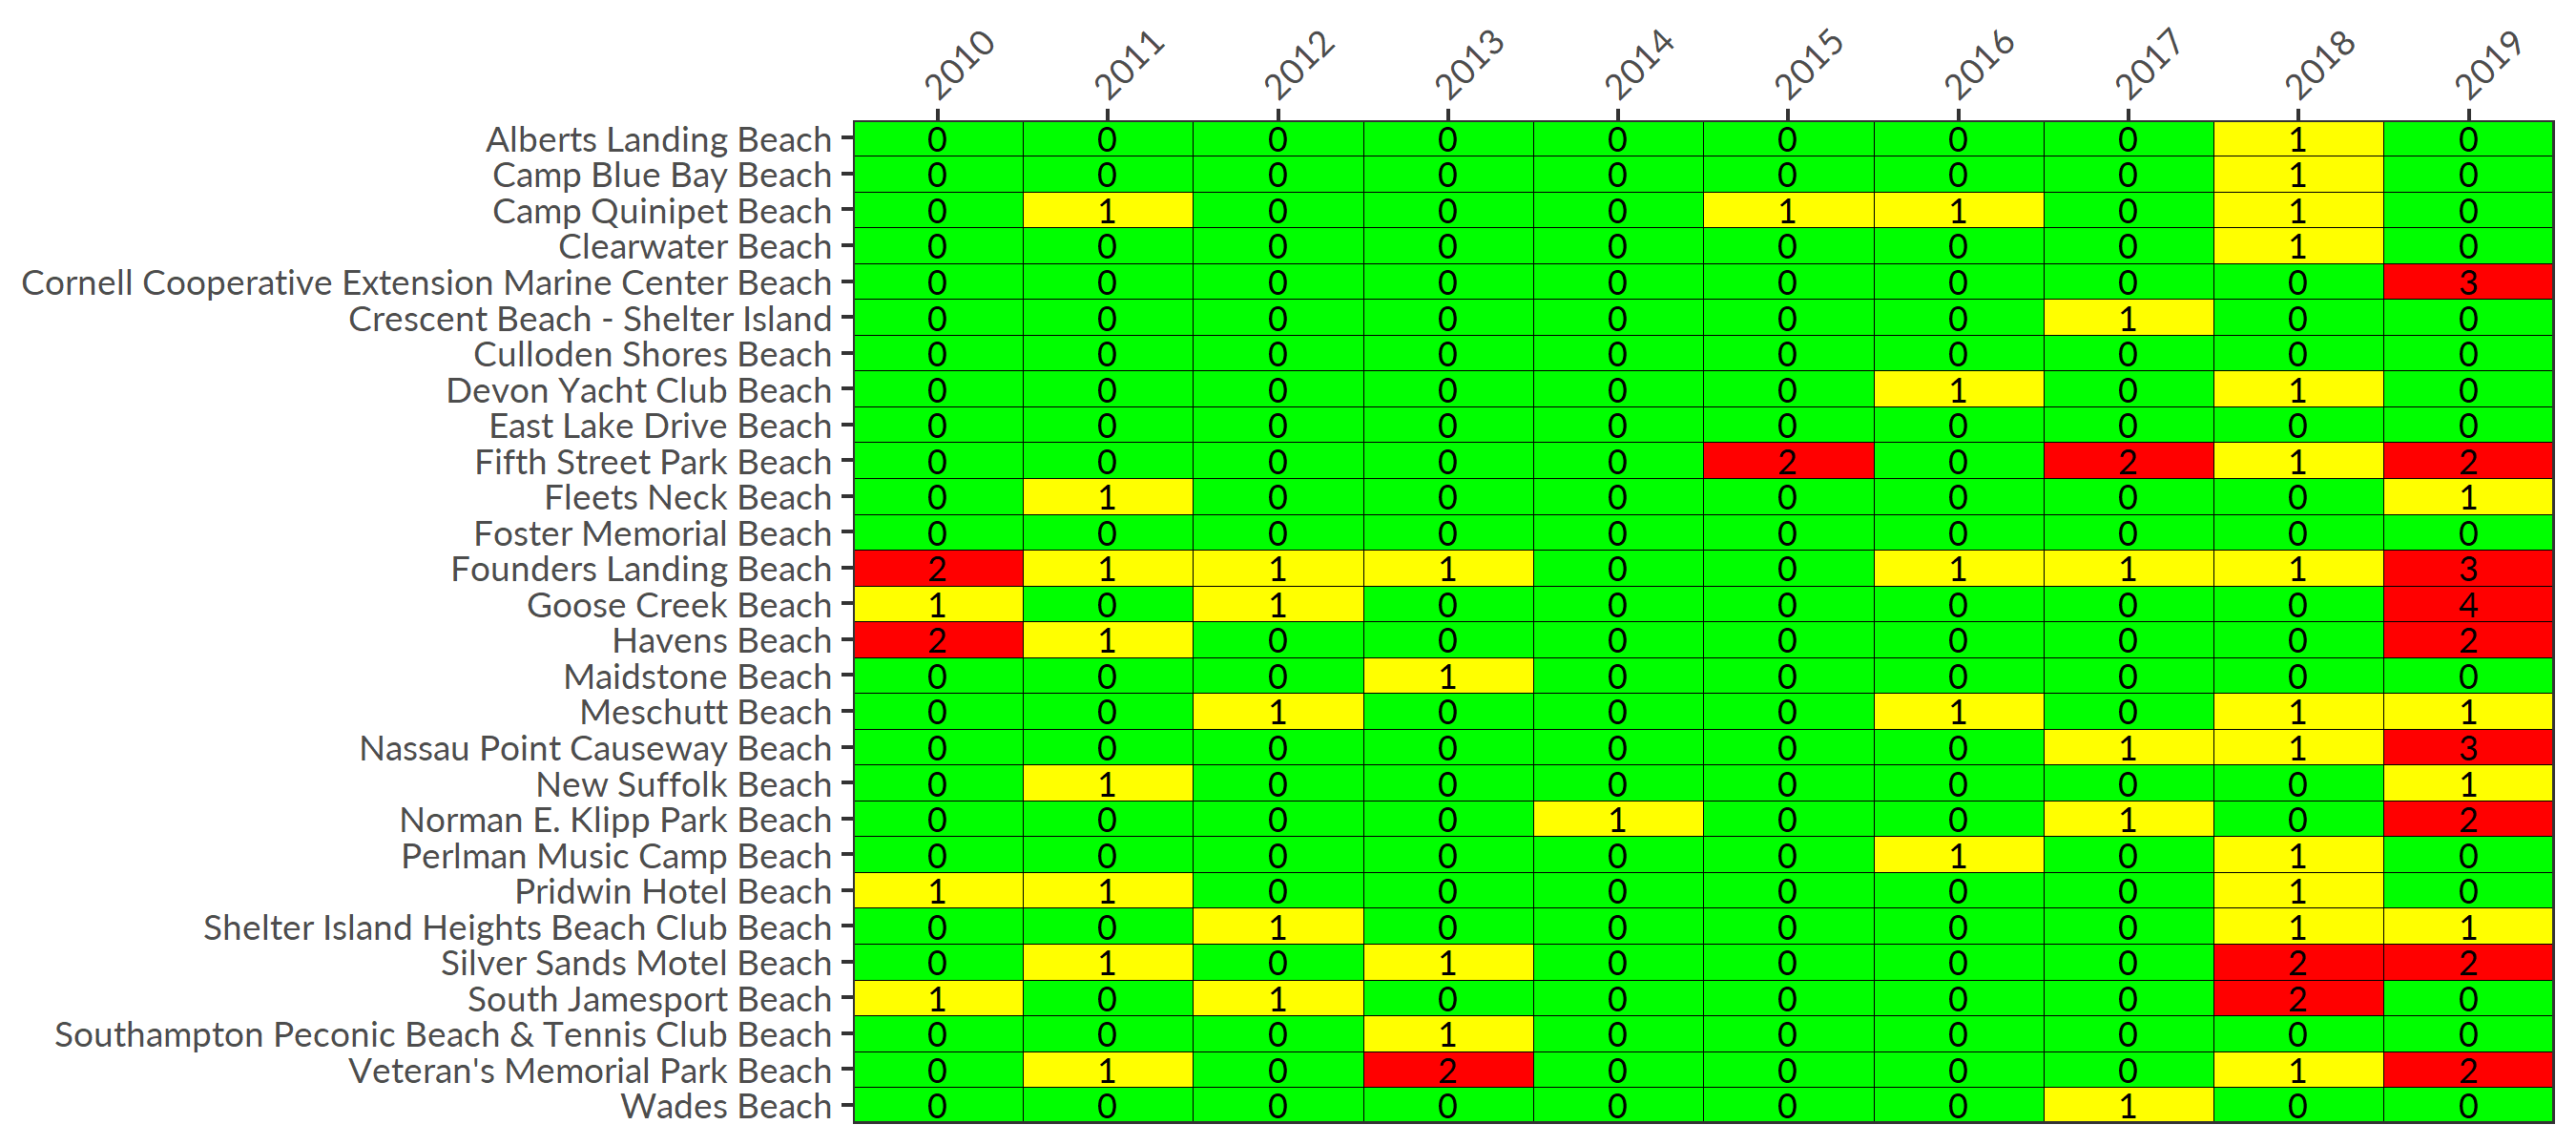 2010 2011 2012 2013 2014 2015 2016 2017 2018 2019
Alberts Landing Beach 0 0 0 0 0 0 0 0 1 0
Camp Blue Bay Beach 0 0 0 0 0 0 0 0 1 0
Camp Quinipet Beach 0 1 0 0 0 1 1 0 1 0
Clearwater Beach 0 0 0 0 0 0 0 0 1 0
Cornell Cooperative Extension Marine Center Beach 0 0 0 0 0 0 0 0 0 3
Crescent Beach - Shelter Island 0 0 0 0 0 0 0 1 0 0
Culloden Shores Beach 0 0 0 0 0 0 0 0 0 0
Devon Yacht Club Beach 0 0 0 0 0 0 1 0 1 0
East Lake Drive Beach 0 0 0 0 0 0 0 0 0 0
Fifth Street Park Beach 0 0 0 0 0 2 0 2 1 2
Fleets Neck Beach 0 1 0 0 0 0 0 0 0 1
Foster Memorial Beach 0 0 0 0 0 0 0 0 0 0
Founders Landing Beach 2 1 1 1 0 0 1 1 1 3
Goose Creek Beach 1 0 1 0 0 0 0 0 0 4
Havens Beach 2 1 0 0 0 0 0 0 0 2
Maidstone Beach 0 0 0 1 0 0 0 0 0 0
Meschutt Beach 0 0 1 0 0 0 1 0 1 1
Nassau Point Causeway Beach 0 0 0 0 0 0 0 1 1 3
New Suffolk Beach 0 1 0 0 0 0 0 0 0 1
Norman E. Klipp Park Beach 0 0 0 0 1 0 0 1 0 2
Perlman Music Camp Beach 0 0 0 0 0 0 1 0 1 0
Pridwin Hotel Beach 1 1 0 0 0 0 0 0 1 0
Shelter Island Heights Beach Club Beach 0 0 1 0 0 0 0 0 1 1
Silver Sands Motel Beach 0 1 0 1 0 0 0 0 2 2
South Jamesport Beach 1 0 1 0 0 0 0 0 2 0
Southampton Peconic Beach & Tennis Club Beach 0 0 0 1 0 0 0 0 0 0
Veteran's Memorial Park Beach 0 1 0 2 0 0 0 0 1 2
Wades Beach 0 0 0 0 0 0 0 1 0 0